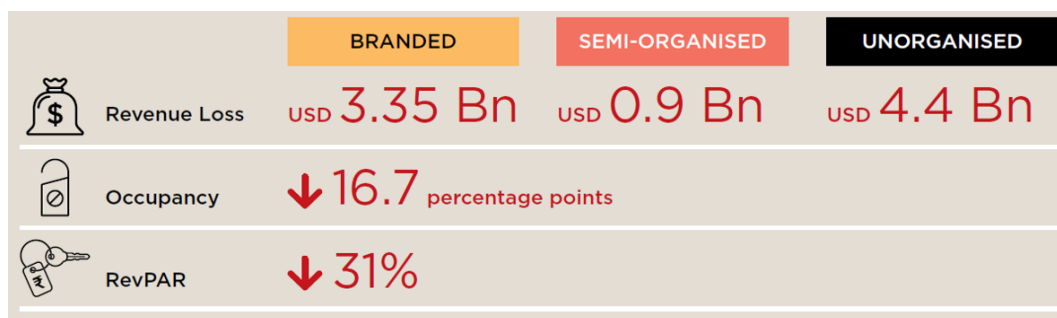 BRANDED SEMI-ORGANISED UNORGANISED
$ Revenue Loss USD 3.35 Bn USD 0.9 Bn USD 4.4 Bn
Occupancy 16.7 percentage points
₹ RevPAR 31%